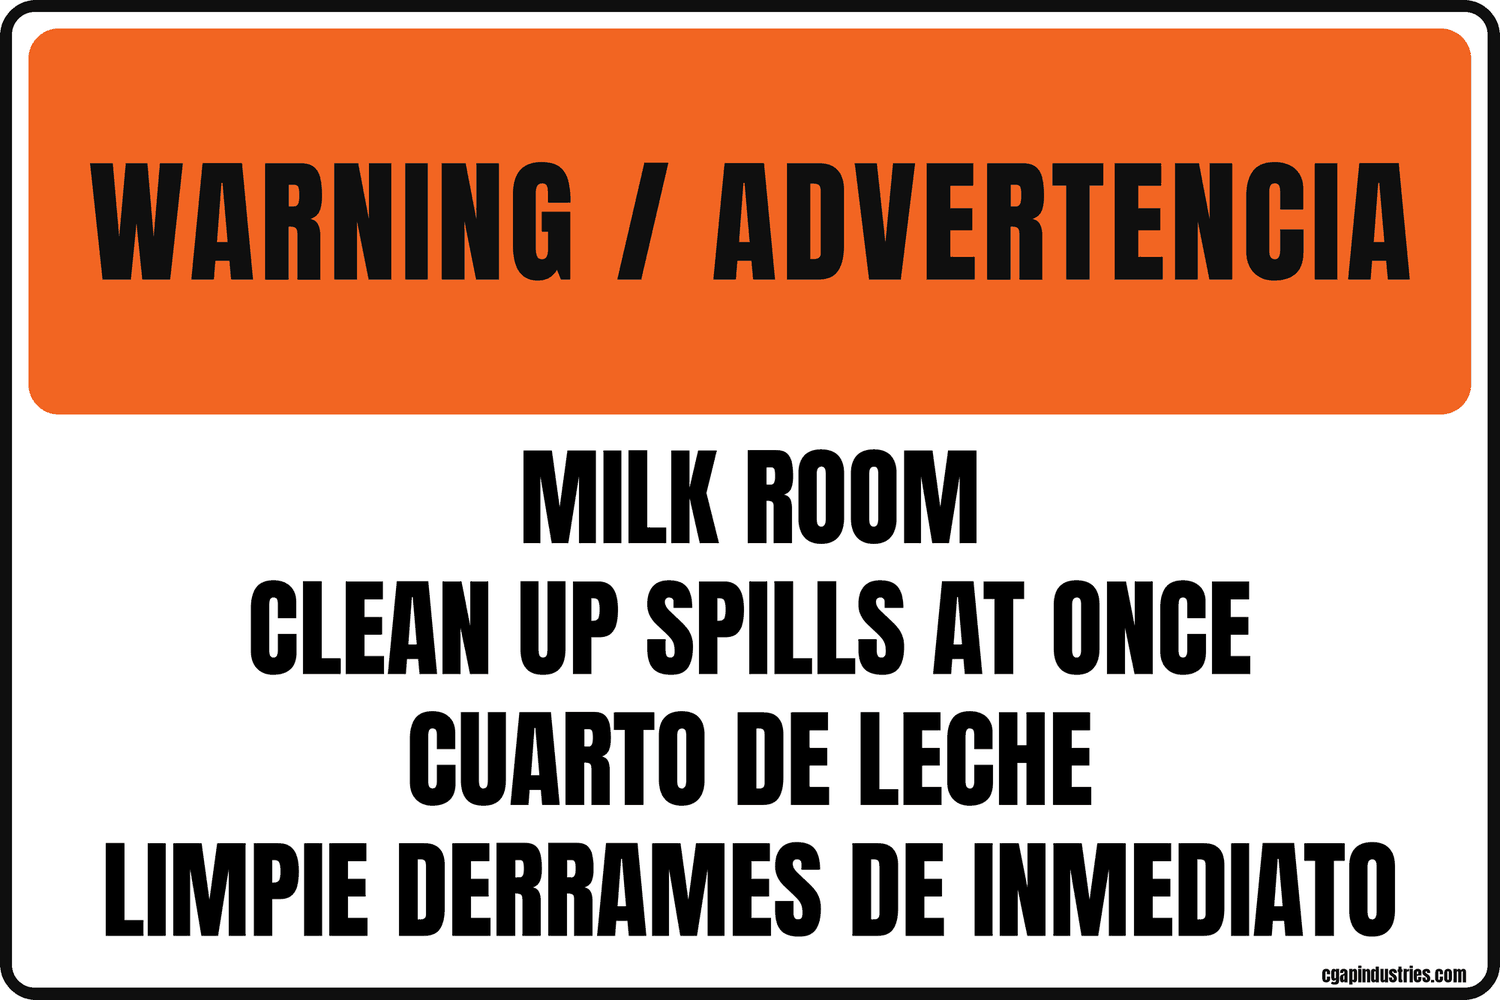 WARNING / ADVERTENCIA
MILK ROOM
CLEAN UP SPILLS AT ONCE
CUARTO DE LECHE
LIMPIE DERRAMES DE INMEDIATO
cgapindustries.com